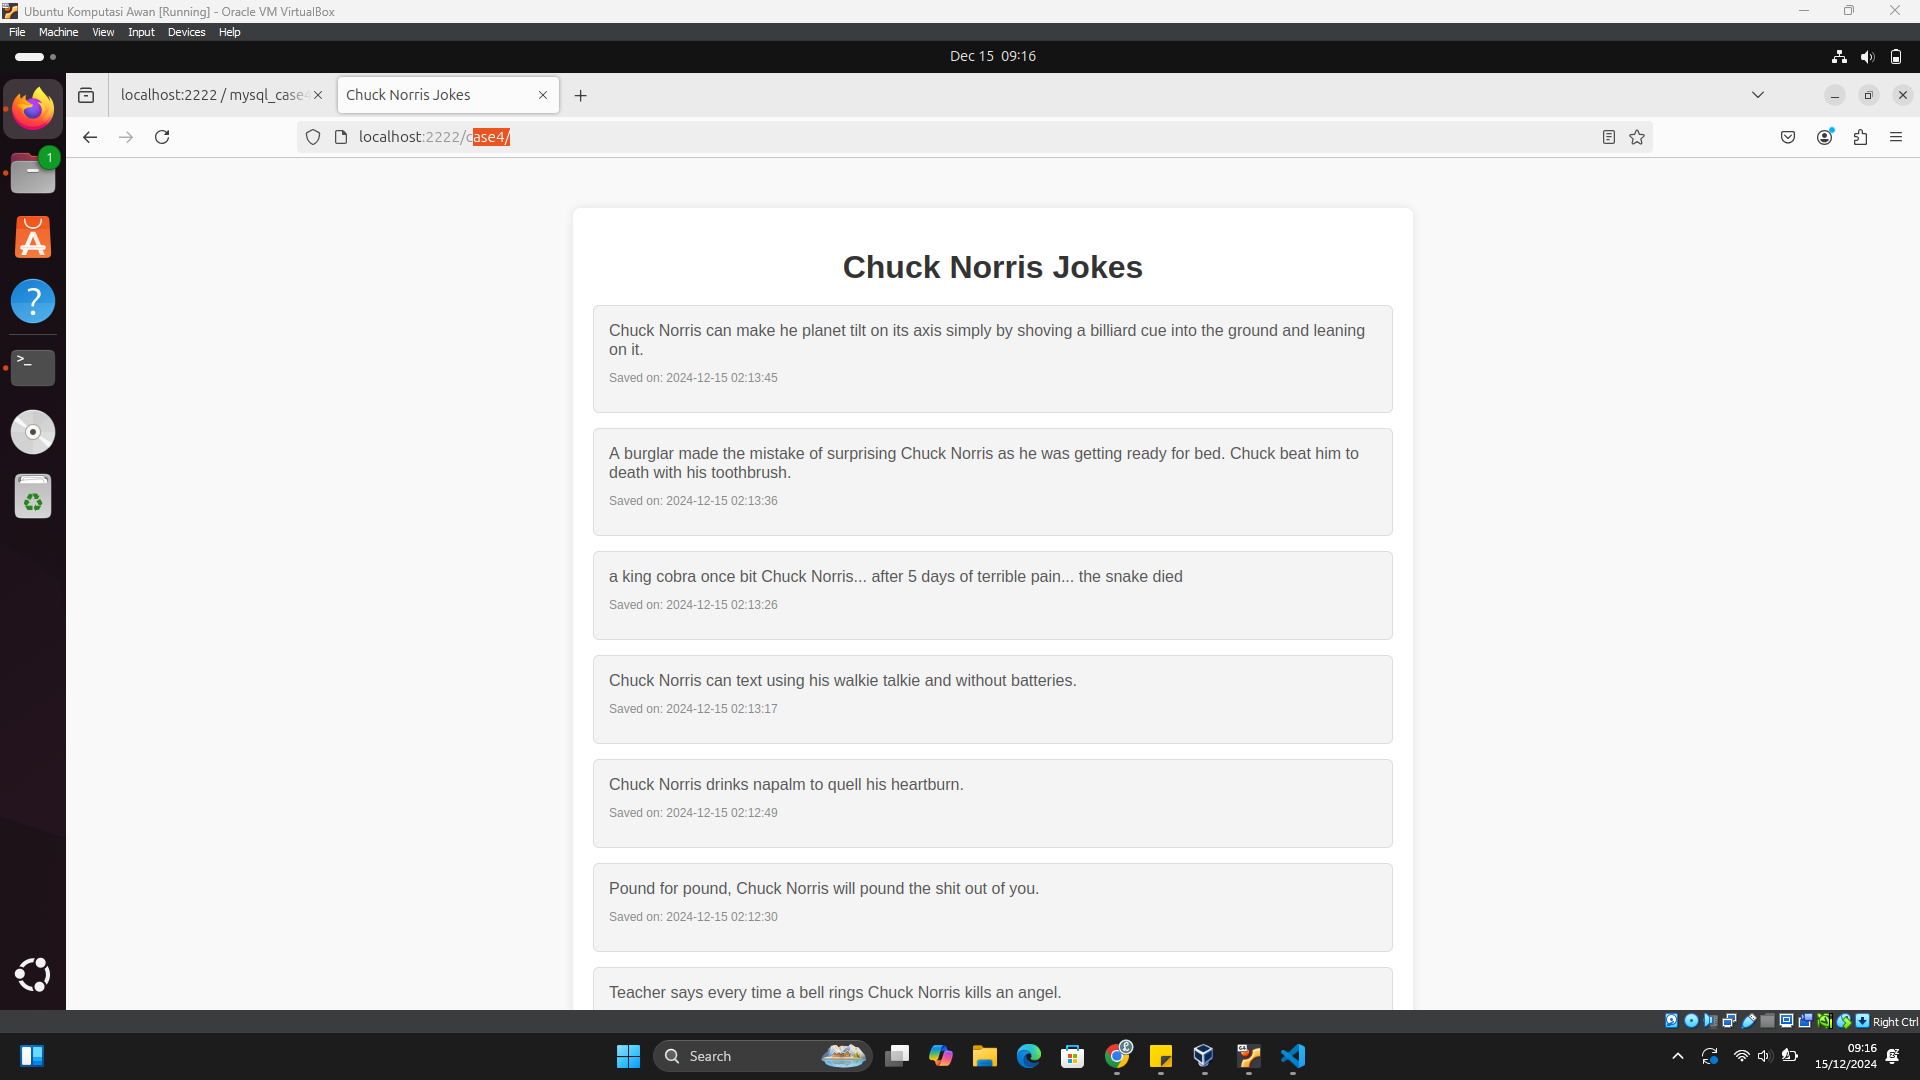 Ubuntu Komputasi Awan [Running] - Oracle VM VirtualBox
File Machine View Input Devices Help
Dec 15 09:16
localhost:2222 / mysql_case4
Chuck Norris Jokes
localhost:2222/case4/
1
Chuck Norris Jokes
Chuck Norris can make he planet tilt on its axis simply by shoving a billiard cue into the ground and leaning
on it.
Saved on: 2024-12-15 02:13:45
A burglar made the mistake of surprising Chuck Norris as he was getting ready for bed. Chuck beat him to
death with his toothbrush.
Saved on: 2024-12-15 02:13:36
a king cobra once bit Chuck Norris... after 5 days of terrible pain... the snake died
Saved on: 2024-12-15 02:13:26
Chuck Norris can text using his walkie talkie and without batteries.
Saved on: 2024-12-15 02:13:17
Chuck Norris drinks napalm to quell his heartburn.
Saved on: 2024-12-15 02:12:49
Pound for pound, Chuck Norris will pound the shit out of you.
Saved on: 2024-12-15 02:12:30
Teacher says every time a bell rings Chuck Norris kills an angel.
Right Ctrl
Search
09:16
15/12/2024